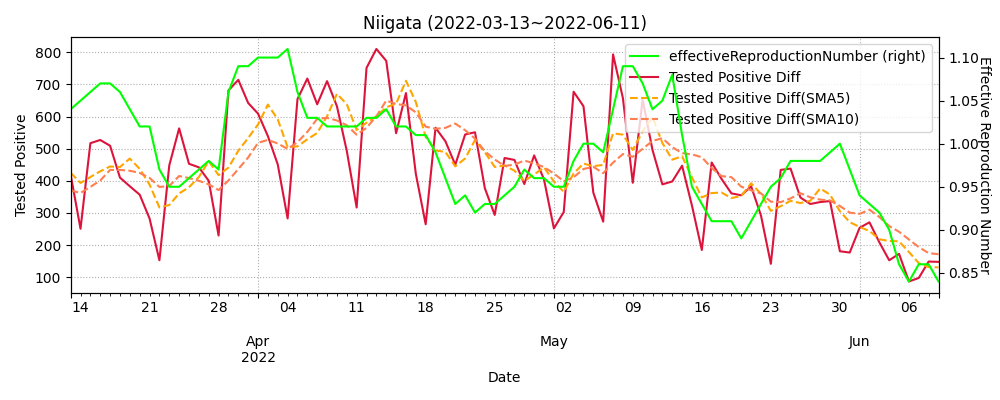 Niigata (2022-03-13~2022-06-11)
effectiveReproductionNumber (right)
Tested Positive Diff
Tested Positive Diff(SMA5)
Tested Positive Diff(SMA10)
Tested Positive
800
700
600
500
400
300
200
100
1.10
1.05
1.00
0.95
0.90
0.85
Effective Reproduction Number
14 21 28 04 11 18 25 02 09 16 23 06
Apr May Jun
2022
Date